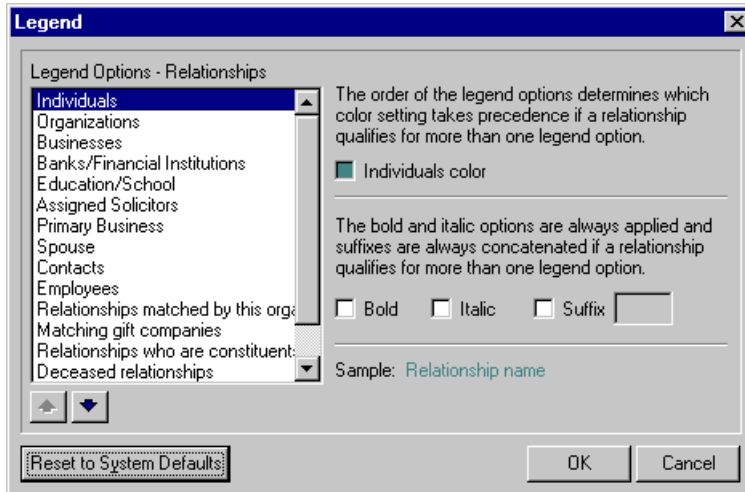 Legend
Legend Options - Relationships
Individuals
Organizations
Businesses
Banks/Financial Institutions
Education/School
Assigned Solicitors
Primary Business
Spouse
Contacts
Employees
Relationships matched by this orga
Matching gift companies
Relationships who are constituent
Deceased relationships
The order of the legend options determines which
color setting takes precedence if a relationship
qualifies for more than one legend option.
Individuals color
The bold and italic options are always applied and
suffixes are always concatenated if a relationship
qualifies for more than one legend option.
Bold Italic Suffix
Sample: Relationship name
Reset to System Defaults OK Cancel